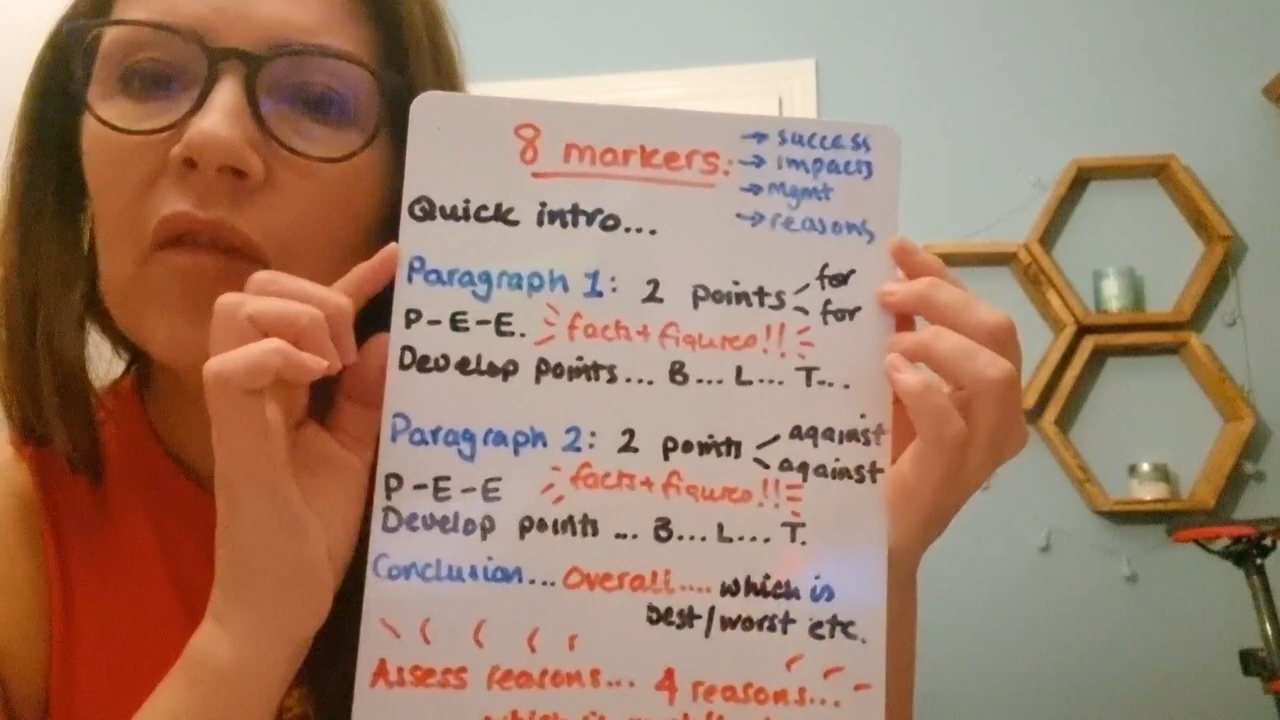 8 markers:
→ success
→ impacts
→ Mgmt
→ reasons
Quick intro...
Paragraph 1: 2 points
for
for
P-E-E. facts + figures!!
Develop points... B... L... T...
Paragraph 2: 2 points
against
against
P-E-E facts + figures!!
Develop points ... B... L... T.
Conclusion... Overall.... which is
best/worst etc.
Assess reasons... 4 reasons...
which is